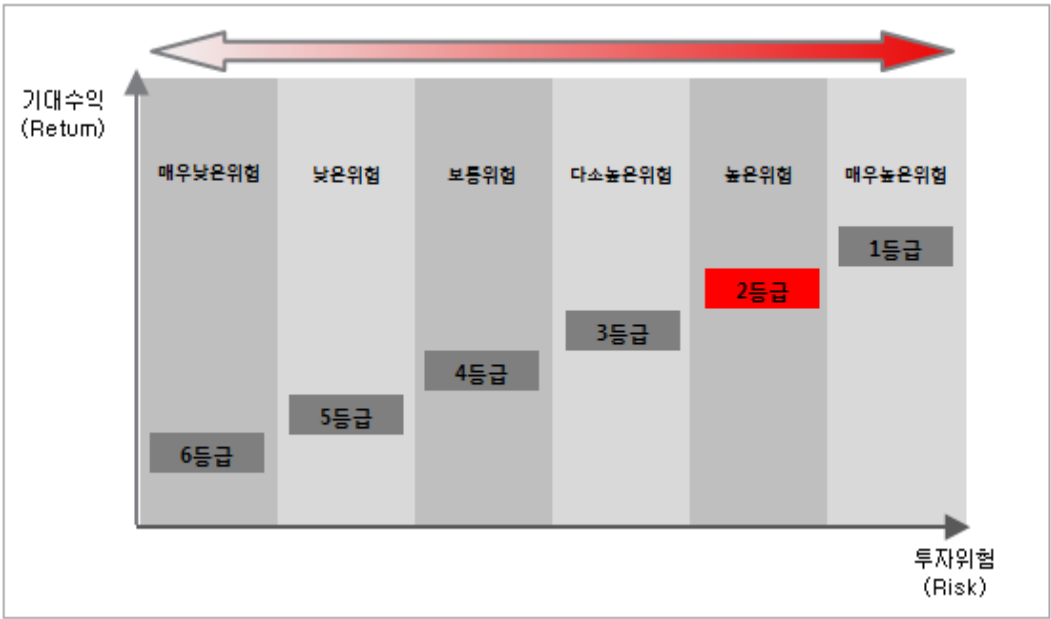 기대수익
(Retum)
매우낮은위험 낮은위험 보통위험 다소높은위험 높은위험 매우높은위험
1등급
2등급
3등급
4등급
5등급
6등급
투자위험
(Risk)